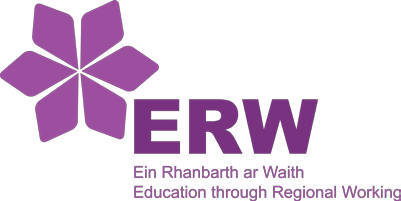 ERW
Ein Rhanbarth ar Waith
Education through Regional Working